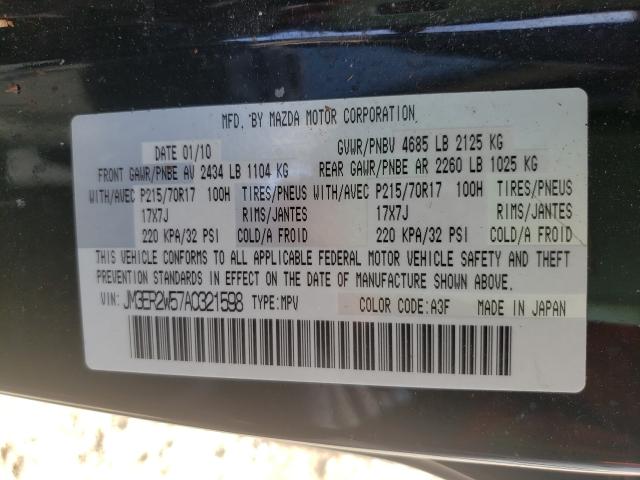 MFD. BY MAZDA MOTOR CORPORATION
DATE 01/10 GVWR/PNBV 4685 LB 2125 KG
FRONT GAWR/PNBE AV 2434 LB 1104 KG REAR GAWR/PNBE AR 2260 LB 1025 KG
WITH/AVEC P215/70R17 100H TIRES/PNEUS WITH/AVEC P215/70R17 100H TIRES/PNEUS
17X7J RIMS/JANTES 17X7J RIMS/JANTES
220 KPA/32 PSI COLD/A FROID 220 KPA/32 PSI COLD/A FROID
THIS VEHICLE CONFORMS TO ALL APPLICABLE FEDERAL MOTOR VEHICLE SAFETY AND THEFT
PREVENTION STANDARDS IN EFFECT ON THE DATE OF MANUFACTURE SHOWN ABOVE.
VIN: JM3ER2W57A0321598 TYPE:MPV COLOR CODE:A3F MADE IN JAPAN